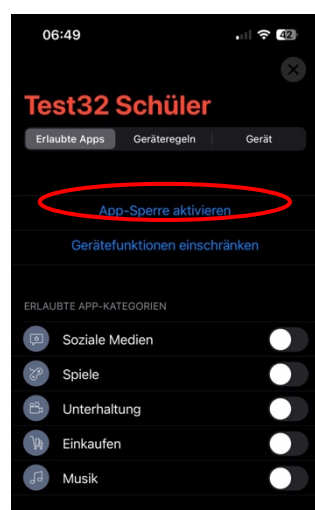 06:49
42
Test32 Schüler
Erlaubte Apps
Geräteregeln
Gerät
App-Sperre aktivieren
Gerätefunktionen einschränken
ERLAUBTE APP-KATEGORIEN
Soziale Medien
Spiele
Unterhaltung
Einkaufen
Musik